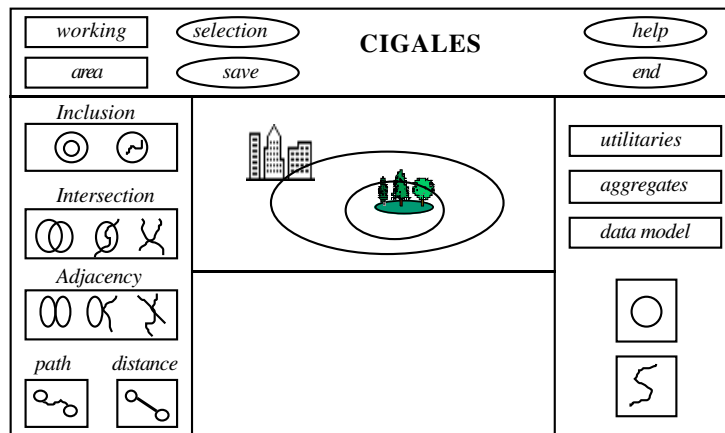 working
selection
CIGALES
help
area
save
end
Inclusion
Intersection
Adjacency
path
distance
utilitaries
aggregates
data model